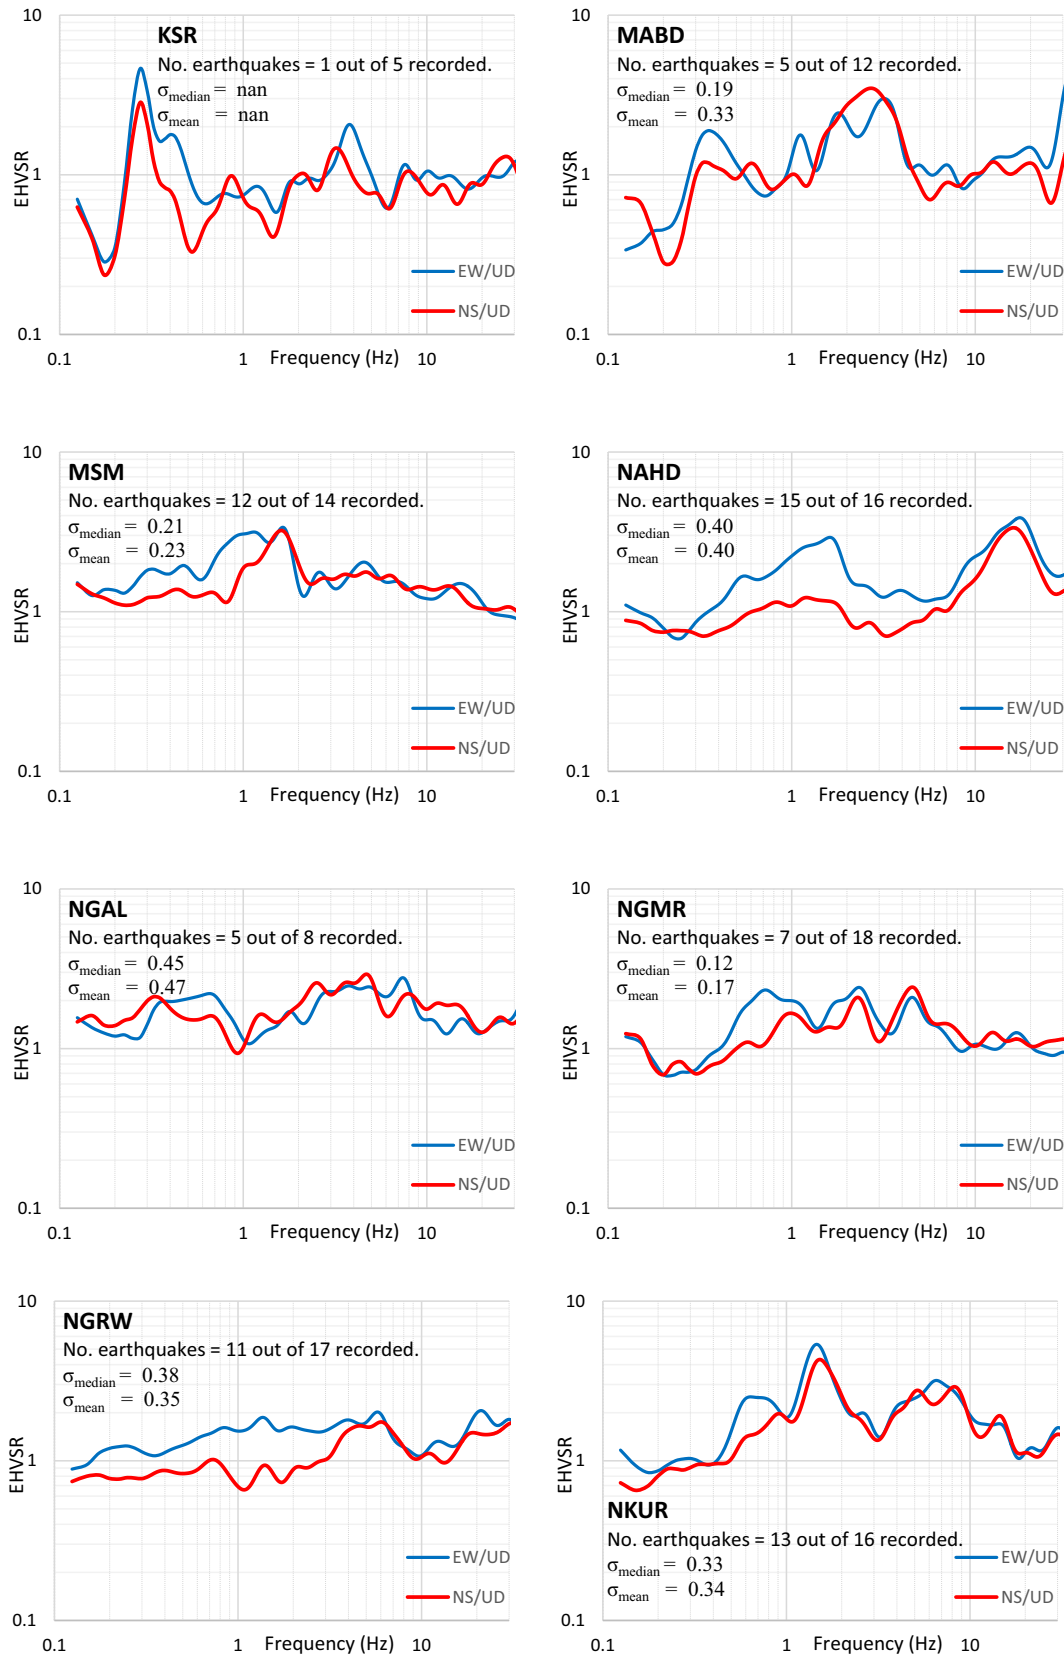 10
KSR
No. earthquakes = 1 out of 5 recorded.
σmedian = nan
σmean = nan
EHVSR
1
EW/UD
NS/UD
0.1
0.1 1 Frequency (Hz) 10
10
MABD
No. earthquakes = 5 out of 12 recorded.
σmedian = 0.19
σmean = 0.33
EHVSR
1
EW/UD
NS/UD
0.1
0.1 1 Frequency (Hz) 10
10
MSM
No. earthquakes = 12 out of 14 recorded.
σmedian = 0.21
σmean = 0.23
EHVSR
1
EW/UD
NS/UD
0.1
0.1 1 Frequency (Hz) 10
10
NAHD
No. earthquakes = 15 out of 16 recorded.
σmedian = 0.40
σmean = 0.40
EHVSR
1
EW/UD
NS/UD
0.1
0.1 1 Frequency (Hz) 10
10
NGAL
No. earthquakes = 5 out of 8 recorded.
σmedian = 0.45
σmean = 0.47
EHVSR
1
EW/UD
NS/UD
0.1
0.1 1 Frequency (Hz) 10
10
NGMR
No. earthquakes = 7 out of 18 recorded.
σmedian = 0.12
σmean = 0.17
EHVSR
1
EW/UD
NS/UD
0.1
0.1 1 Frequency (Hz) 10
10
NGRW
No. earthquakes = 11 out of 17 recorded.
σmedian = 0.38
σmean = 0.35
EHVSR
1
EW/UD
NS/UD
0.1
0.1 1 Frequency (Hz) 10
10
EHVSR
1
NKUR
No. earthquakes = 13 out of 16 recorded.
σmedian = 0.33
σmean = 0.34
EW/UD
NS/UD
0.1
0.1 1 Frequency (Hz) 10